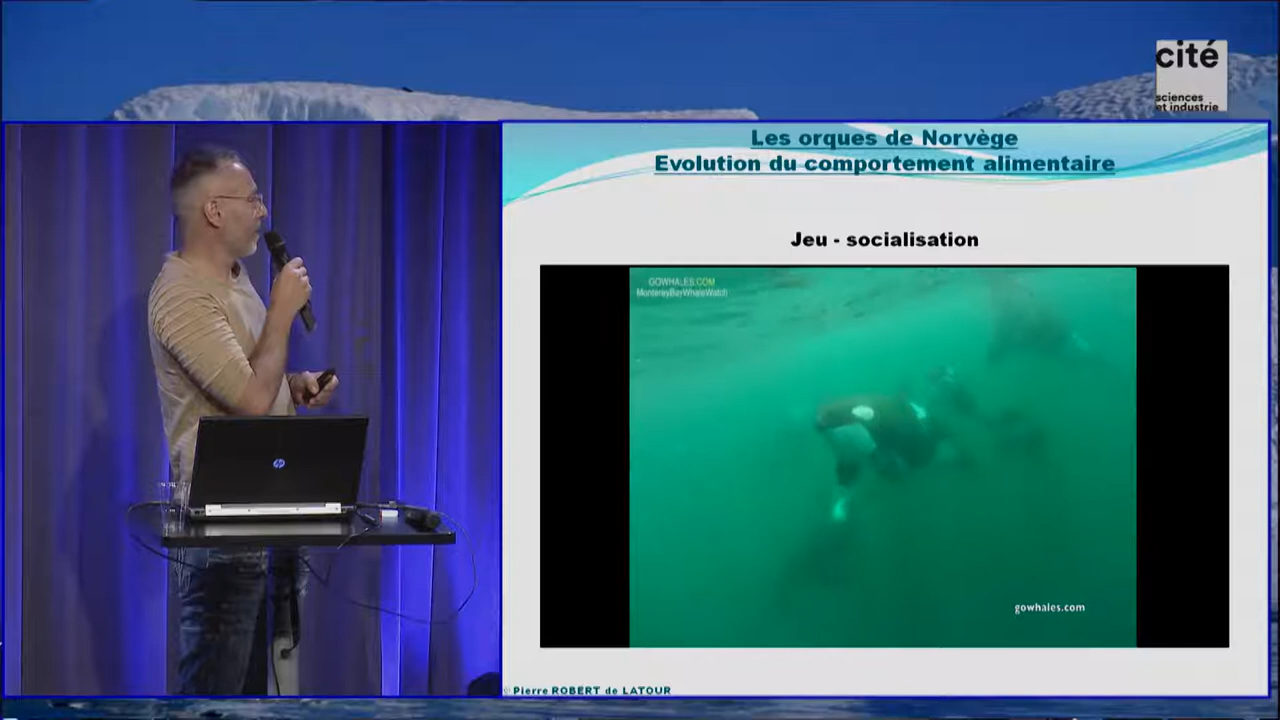 cité
sciences
et industrie
Les orques de Norvège
Evolution du comportement alimentaire
Jeu - socialisation
GOWHALES.COM
MontereyBayWhaleWatch
gowhales.com
© Pierre ROBERT de LATOUR
hp